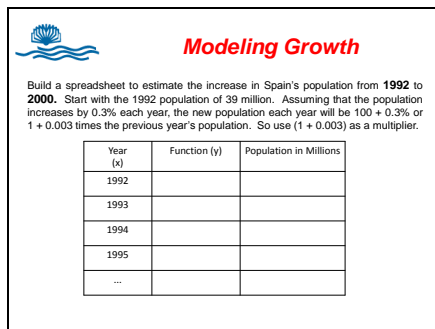 Modeling Growth
Build a spreadsheet to estimate the increase in Spain's population from 1992 to
2000. Start with the 1992 population of 39 million. Assuming that the population
increases by 0.3% each year, the new population each year will be 100 + 0.3% or
1 + 0.003 times the previous year's population. So use (1 + 0.003) as a multiplier.
Year Function (y) Population in Millions
(x)
1992
1993
1994
1995
...